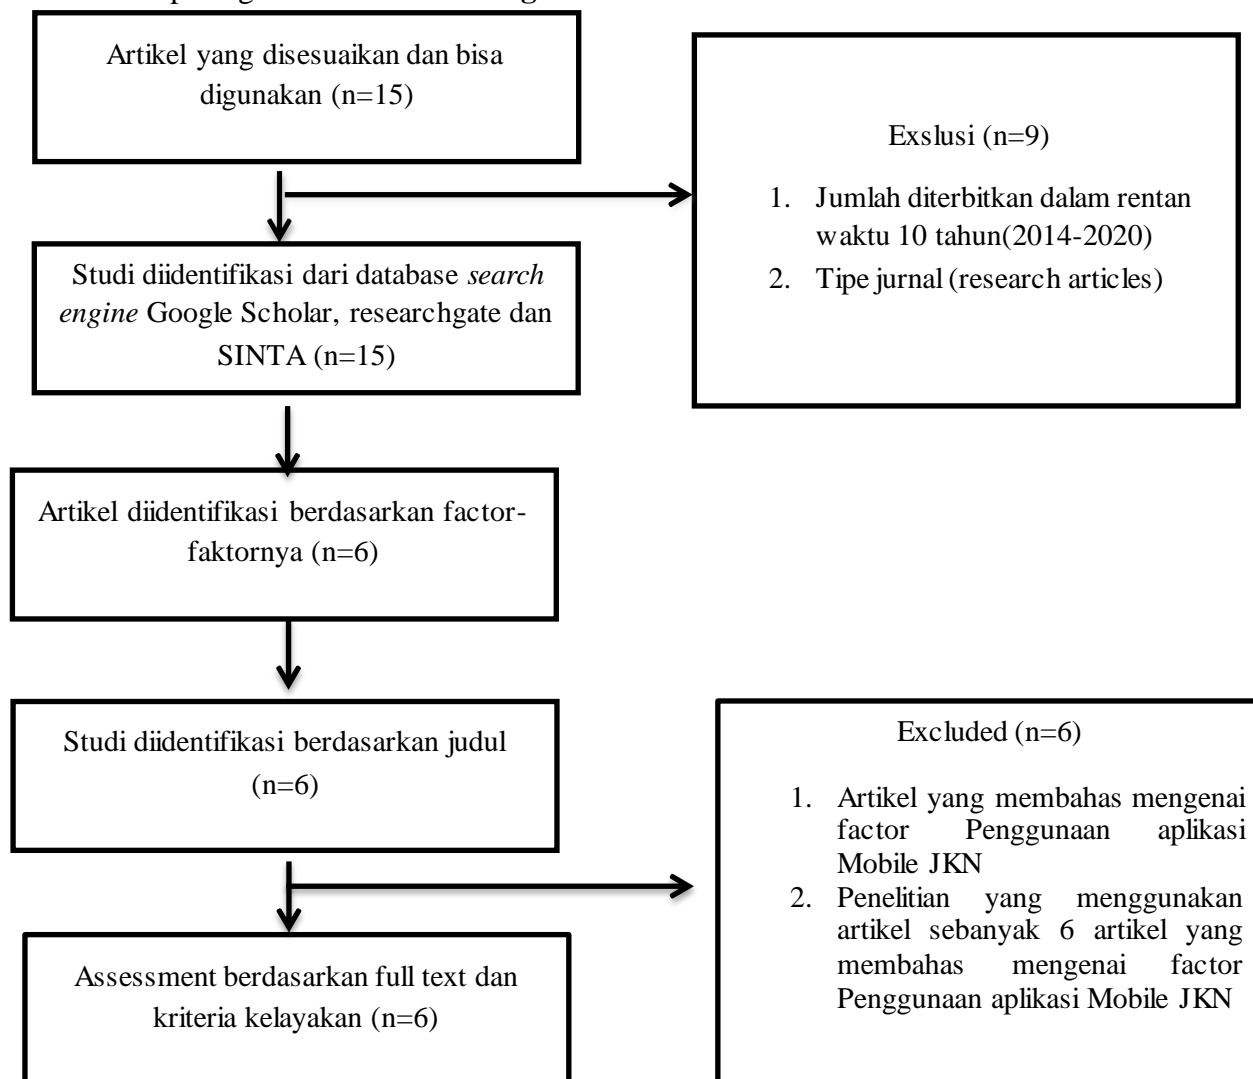 Artikel yang disesuaikan dan bisa
digunakan (n=15)
Exslusi (n=9)
1. Jumlah diterbitkan dalam rentan
waktu 10 tahun(2014-2020)
2. Tipe jurnal (research articles)
Studi diidentifikasi dari database search
engine Google Scholar, researchgate dan
SINTA (n=15)
Artikel diidentifikasi berdasarkan factor-
faktornya (n=6)
Studi diidentifikasi berdasarkan judul
(n=6)
Excluded (n=6)
1. Artikel yang membahas mengenai
factor Penggunaan aplikasi
Mobile JKN
2. Penelitian yang menggunakan
artikel sebanyak 6 artikel yang
membahas mengenai factor
Penggunaan aplikasi Mobile JKN
Assessment berdasarkan full text dan
kriteria kelayakan (n=6)